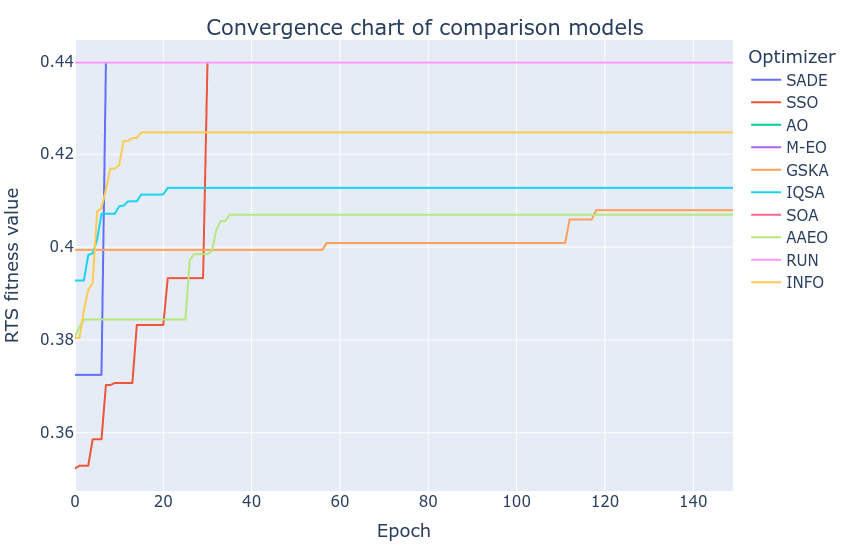 Convergence chart of comparison models
RTS fitness value
0.44
0.42
0.4
0.38
0.36
0
20
40
60
80
100
120
140
Epoch
Optimizer
SADE
SSO
AO
M-EO
GSKA
IQSA
SOA
AAEO
RUN
INFO